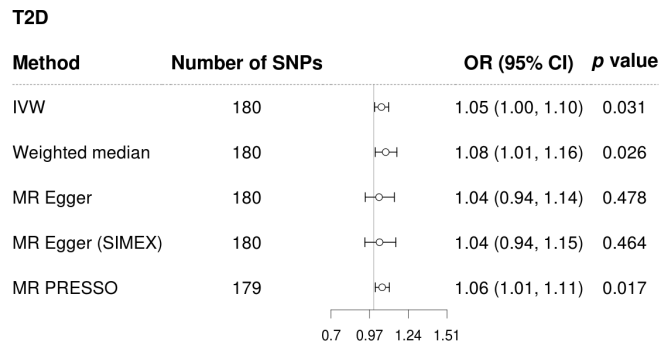 T2D
Method Number of SNPs OR (95% CI) p value
IVW 180 1.05 (1.00, 1.10) 0.031
Weighted median 180 1.08 (1.01, 1.16) 0.026
MR Egger 180 1.04 (0.94, 1.14) 0.478
MR Egger (SIMEX) 180 1.04 (0.94, 1.15) 0.464
MR PRESSO 179 1.06 (1.01, 1.11) 0.017
0.7 0.97 1.24 1.51